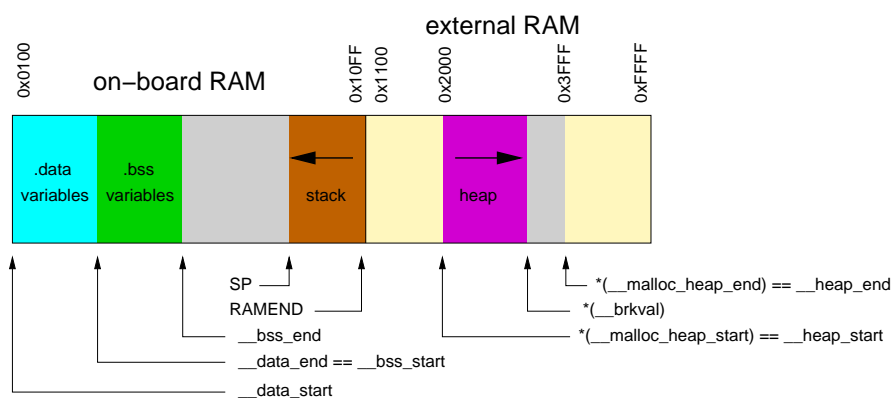 external RAM
on-board RAM
0x0100
0x10FF
0x1100
0x2000
0x3FFF
0xFFFF
.data
variables
.bss
variables
stack
heap
SP
*(__malloc_heap_end) == __heap_end
RAMEND
*(__brkval)
__bss_end
*(__malloc_heap_start) == __heap_start
__data_end == __bss_start
__data_start